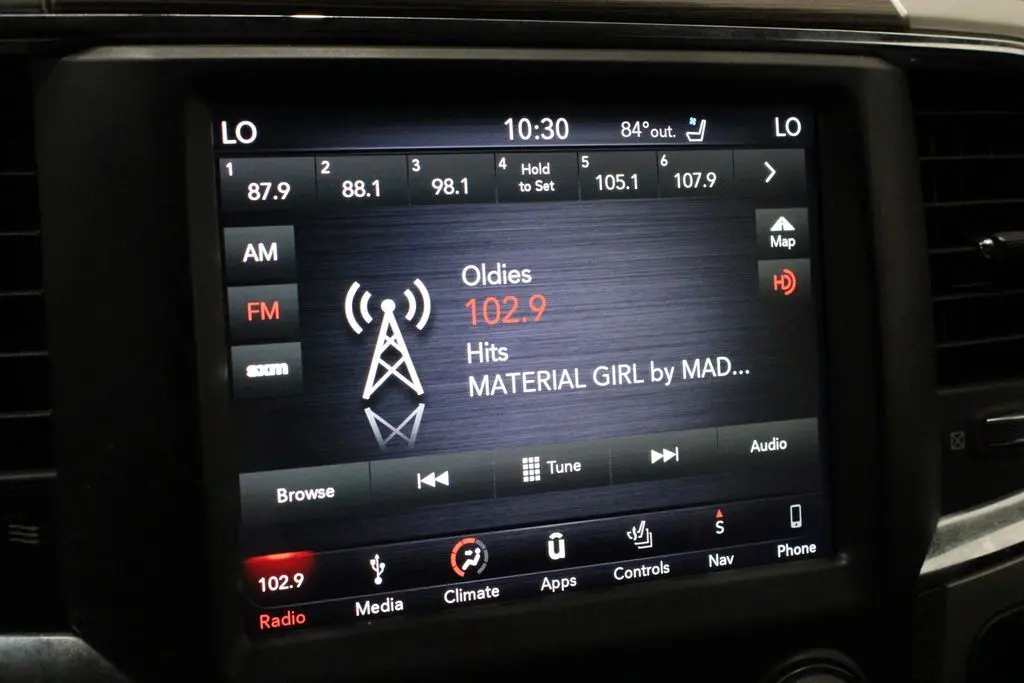 LO 10:30 84° out. LO
1 87.9 2 88.1 3 98.1 4 Hold to Set 5 105.1 6 107.9
AM
Map
FM
HD
sxm
Oldies
102.9
Hits
MATERIAL GIRL by MAD...
Browse Tune Audio
102.9 S
Radio Media Climate Apps Controls Nav Phone